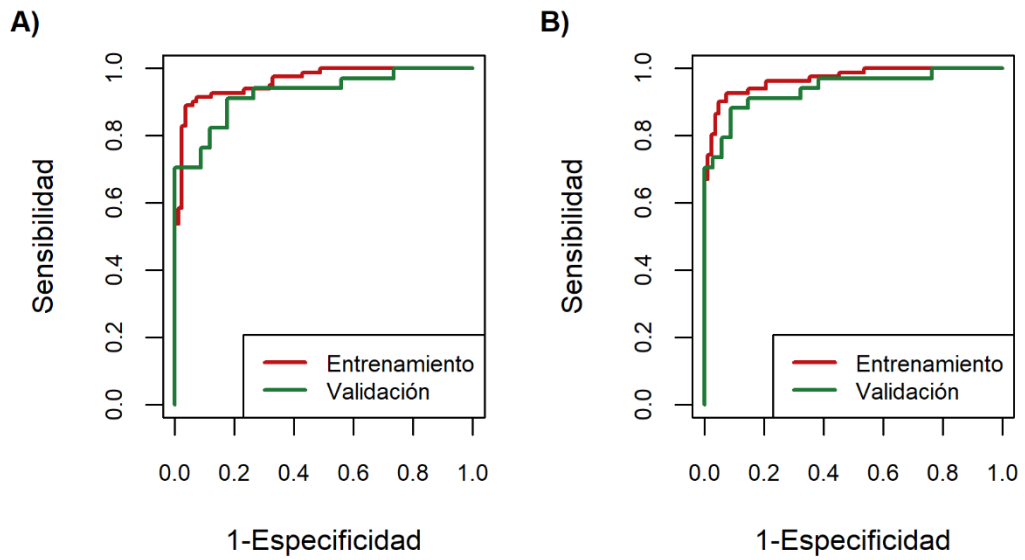 A)
Sensibilidad
1.0
0.8
0.6
0.4
0.2
0.0
Entrenamiento
Validación
0.0 0.2 0.4 0.6 0.8 1.0
1-Especificidad
B)
Sensibilidad
1.0
0.8
0.6
0.4
0.2
0.0
Entrenamiento
Validación
0.0 0.2 0.4 0.6 0.8 1.0
1-Especificidad